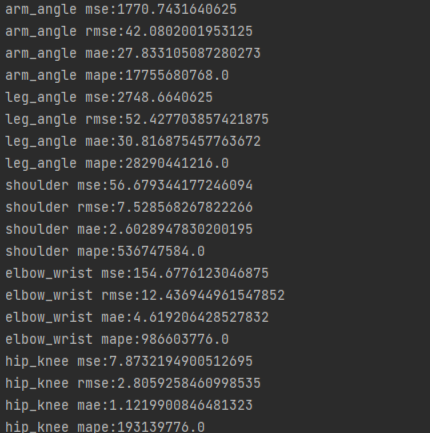 arm_angle mse:1770.7431640625
arm_angle rmse:42.0802001953125
arm_angle mae:27.833105087280273
arm_angle mape:17755680768.0
leg_angle mse:2748.6640625
leg_angle rmse:52.427703857421875
leg_angle mae:30.816875457763672
leg_angle mape:28290441216.0
shoulder mse:56.679344177246094
shoulder rmse:7.528568267822266
shoulder mae:2.6028947830200195
shoulder mape:536747584.0
elbow_wrist mse:154.6776123046875
elbow_wrist rmse:12.436944961547852
elbow_wrist mae:4.619206428527832
elbow_wrist mape:986603776.0
hip_knee mse:7.8732194900512695
hip_knee rmse:2.8059258460998535
hip_knee mae:1.1219900846481323
hip_knee mape:193139776.0